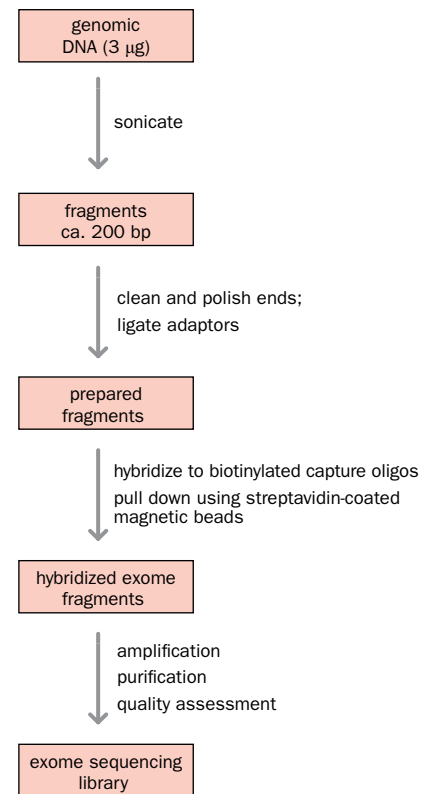 genomic
DNA (3 μg)
sonicate
fragments
ca. 200 bp
clean and polish ends;
ligate adaptors
prepared
fragments
hybridize to biotinylated capture oligos
pull down using streptavidin-coated
magnetic beads
hybridized exome
fragments
amplification
purification
quality assessment
exome sequencing
library